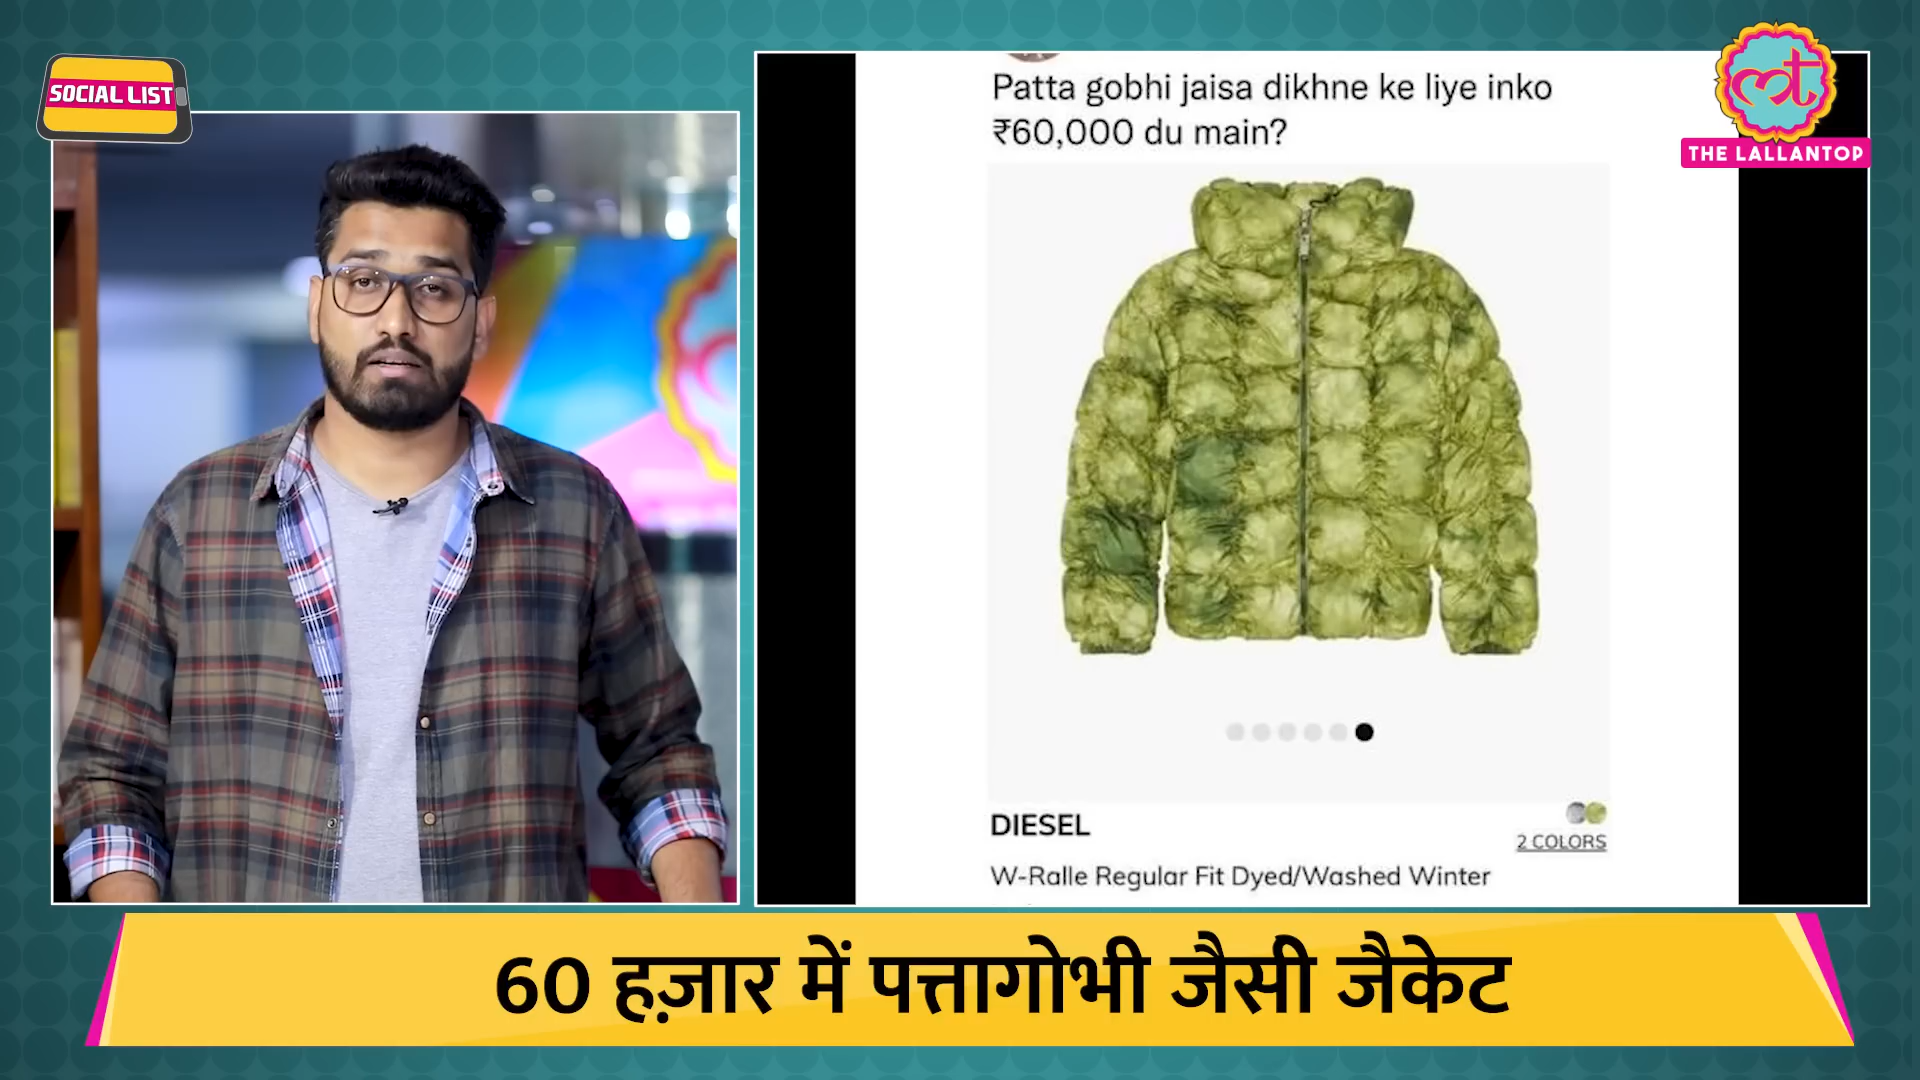 SOCIAL LIST
Patta gobhi jaisa dikhne ke liye inko
₹60,000 du main?
लT
THE LALLANTOP
DIESEL
2 COLORS
W-Ralle Regular Fit Dyed/Washed Winter
60 हज़ार में पत्तागोभी जैसी जैकेट